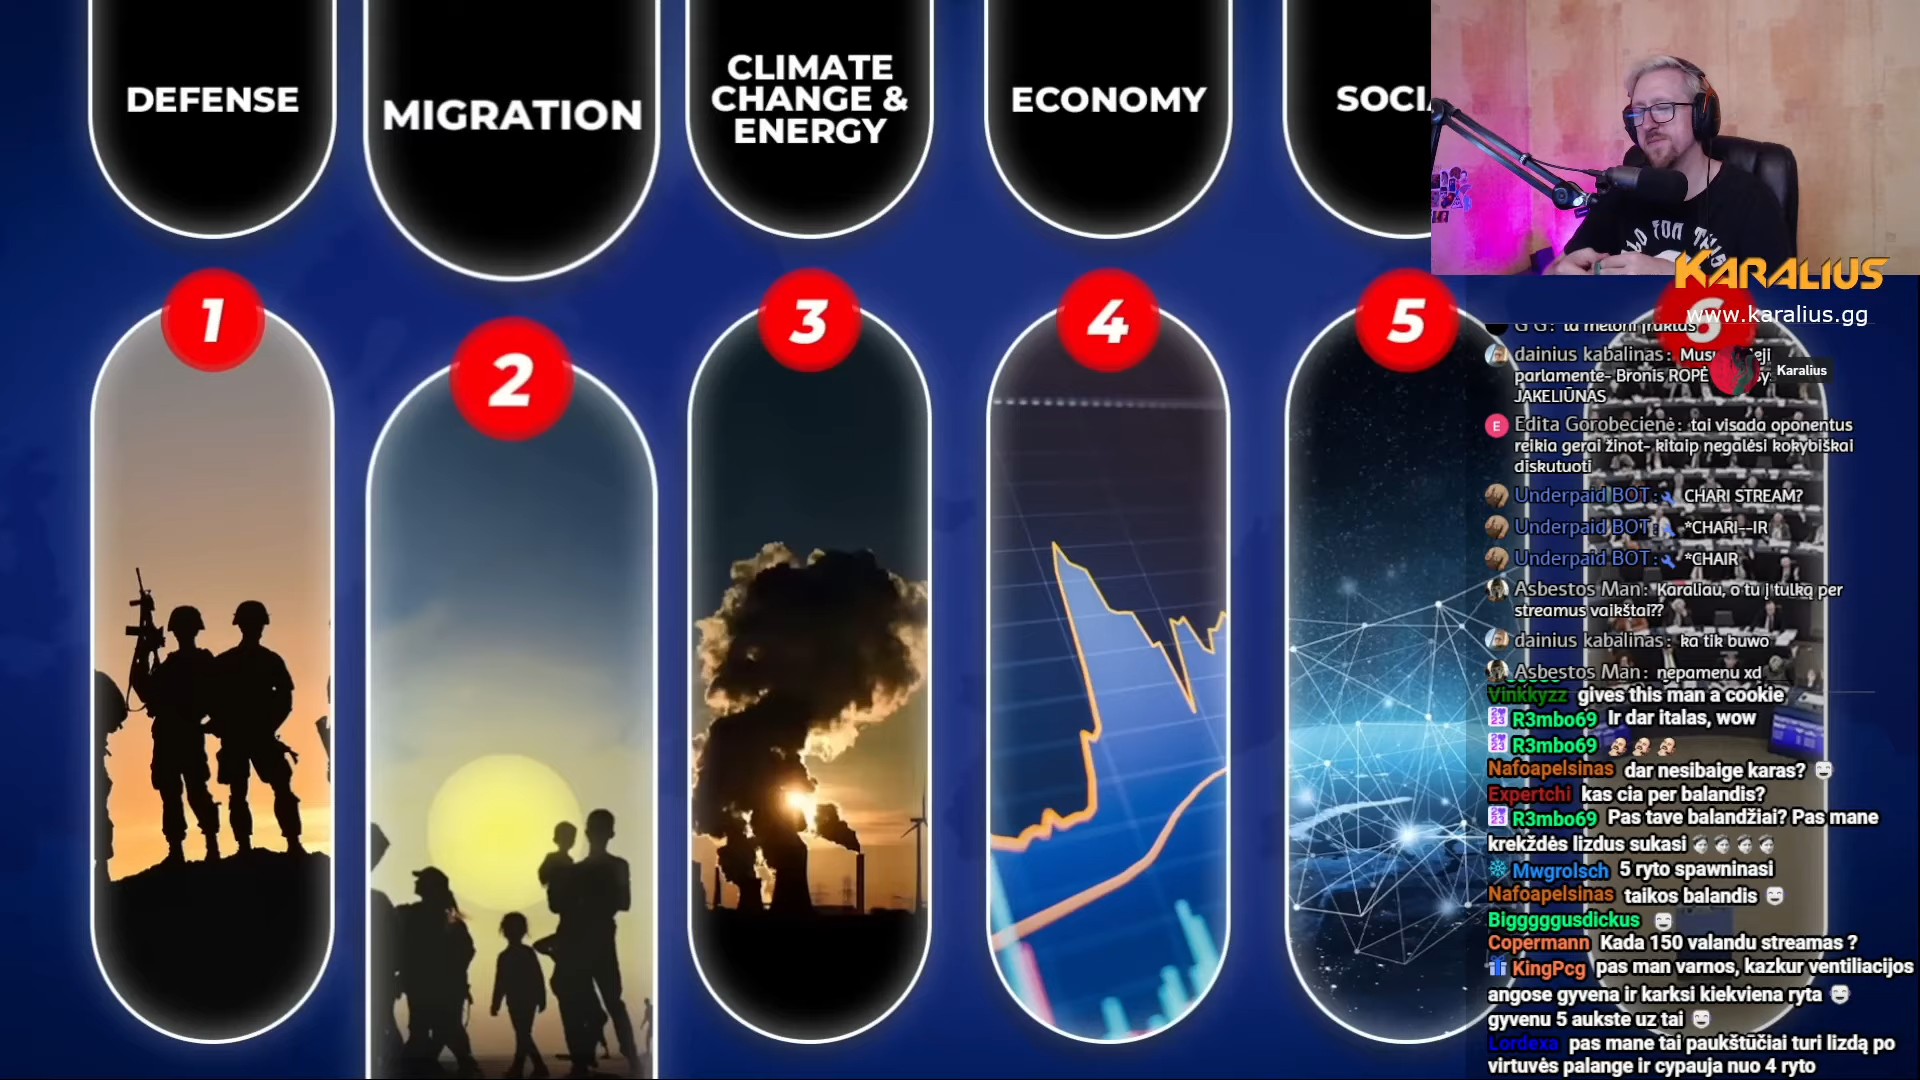 DEFENSE
MIGRATION
CLIMATE
CHANGE &
ENERGY
ECONOMY
1
2
3
4
5
6
KARALIUS
www.karalius.gg
Karalius
dainius kabalinas:
parlamente- Bronis
JAKELIŪNAS
E Edita Gorobecienė: tai visada oponentus
reikia gerai žinot- kitaip negalėsi kokybiškai
diskutuoti
Underpaid BOT: CHARI STREAM?
Underpaid BOT: *CHARI--IR
Underpaid BOT: *CHAIR
Asbestos Man: Karaliau, o tu į tulką per
streamus vaikštai??
dainius kabalinas: ka tik buwo
Asbestos Man: nepamenu xd
Vinkkyzz gives this man a cookie
R3mbo69 Ir dar italas, wow
R3mbo69
Nafoapelsinas dar nesibaige karas?
Expertchi kas cia per balandis?
R3mbo69 Pas tave balandžiai? Pas mane
krekždės lizdus sukasi
Mwgrolsch 5 ryto spawninasi
Nafoapelsinas taikos balandis
Bigggggusdickus
Copermann Kada 150 valandu streamas ?
KingPcg pas man varnos, kazkur ventiliacijos
angose gyvena ir karksi kiekviena ryta
gyvenu 5 aukste uz tai
Lordexa pas mane tai paukštūčiai turi lizdą po
virtuvės palange ir cypauja nuo 4 ryto